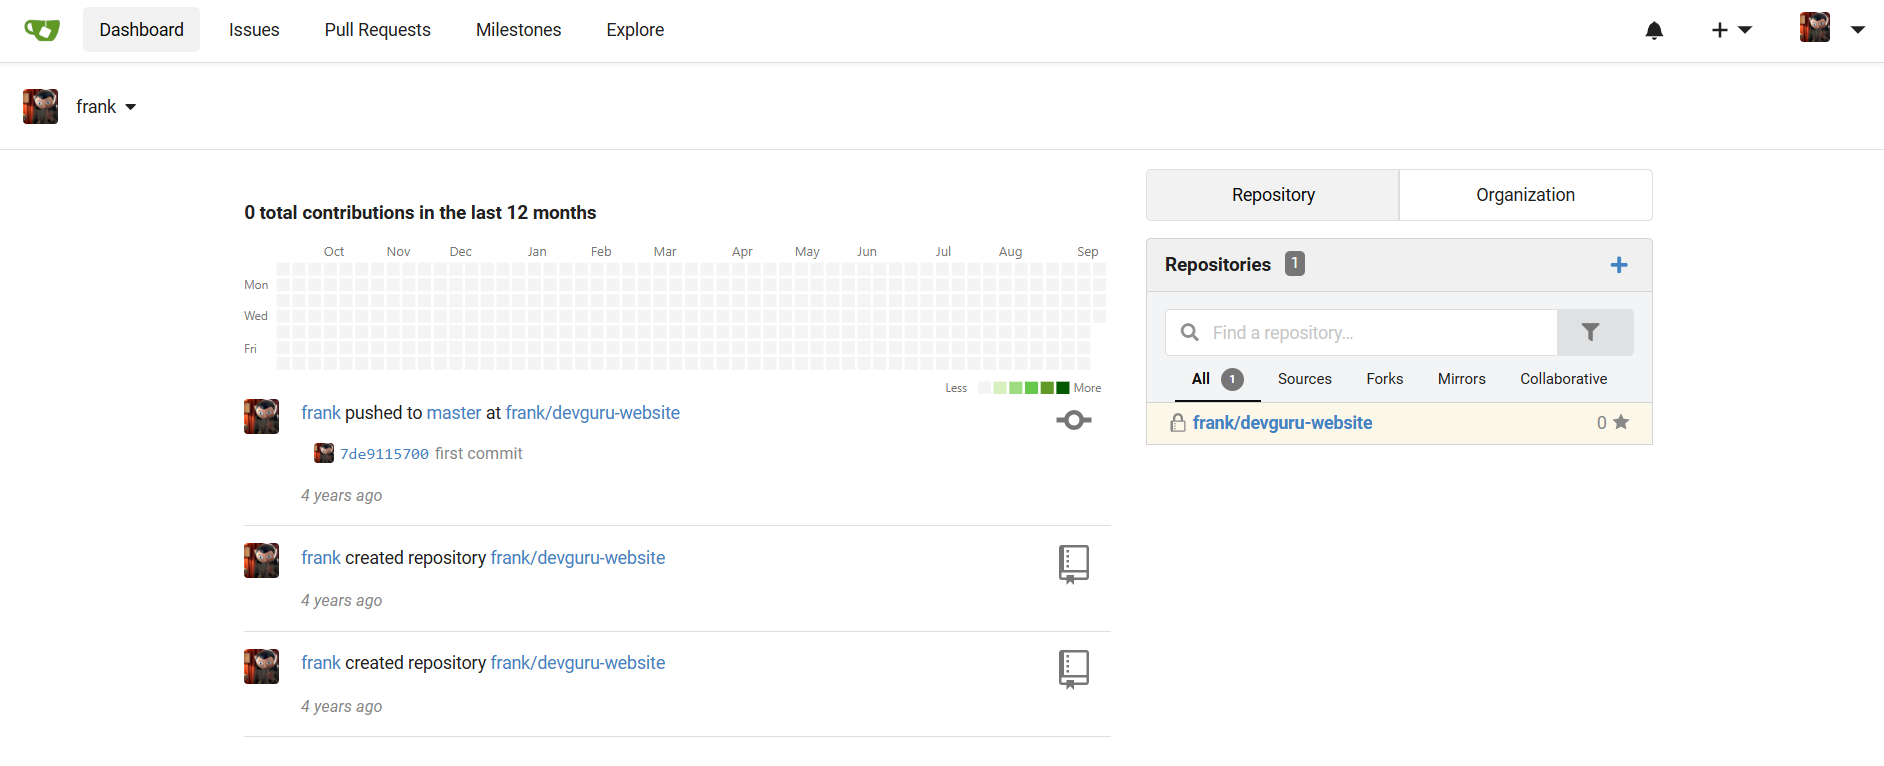 Dashboard Issues Pull Requests Milestones Explore
frank
0 total contributions in the last 12 months
Oct Nov Dec Jan Feb Mar Apr May Jun Jul Aug Sep
Mon
Wed
Fri
Less More
frank pushed to master at frank/devguru-website
7de9115700 first commit
4 years ago
frank created repository frank/devguru-website
4 years ago
frank created repository frank/devguru-website
4 years ago
Repository Organization
Repositories 1
Find a repository...
All 1 Sources Forks Mirrors Collaborative
frank/devguru-website 0